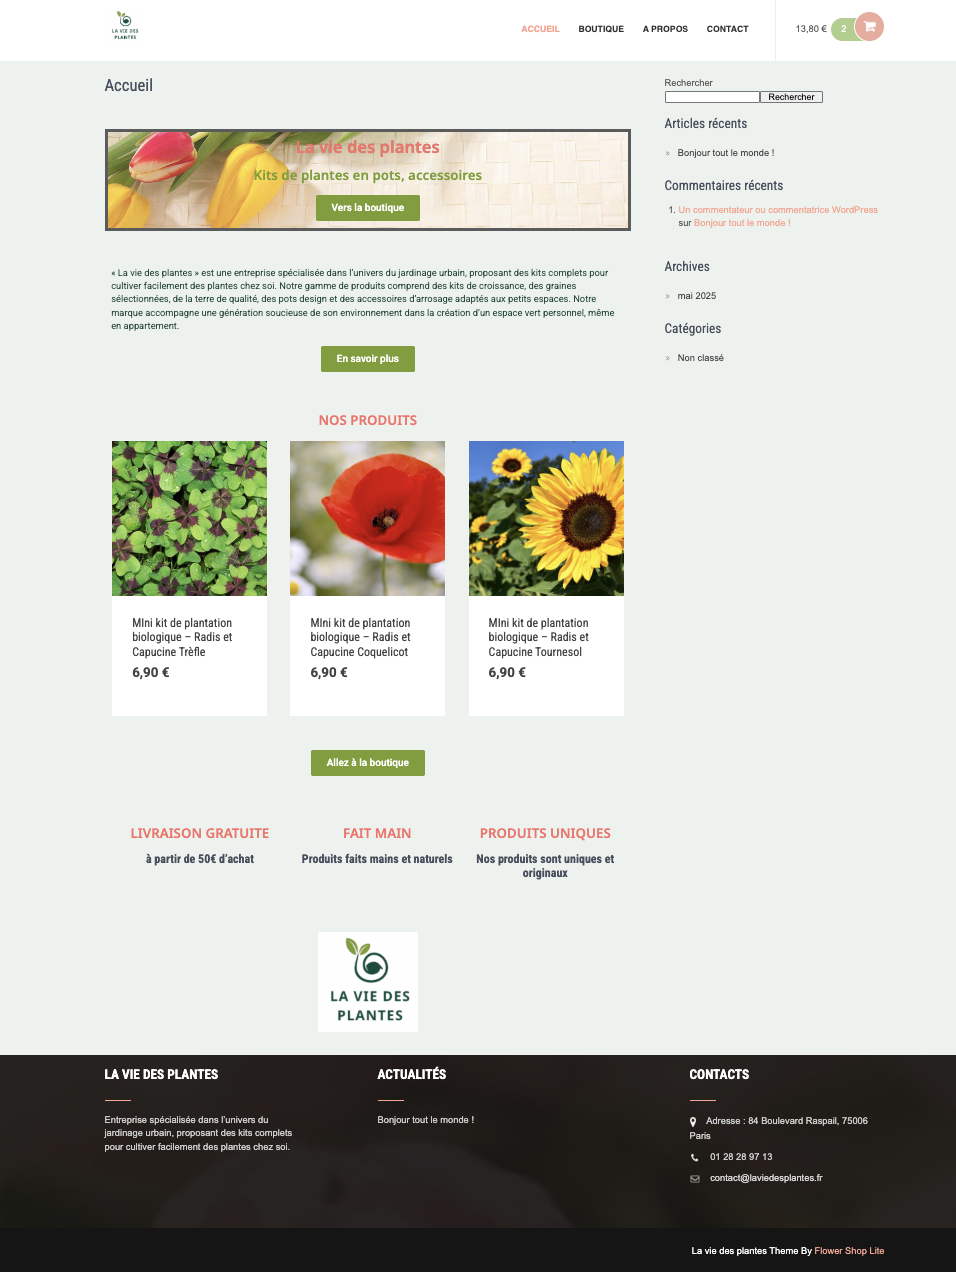 LA VIE DES
PLANTES
ACCUEIL BOUTIQUE A PROPOS CONTACT
13,80 € 2
Accueil
La vie des plantes
Kits de plantes en pots, accessoires
Vers la boutique
« La vie des plantes » est une entreprise spécialisée dans l'univers du jardinage urbain, proposant des kits complets pour
cultiver facilement des plantes chez soi. Notre gamme de produits comprend des kits de croissance, des graines
sélectionnées, de la terre de qualité, des pots design et des accessoires d'arrosage adaptés aux petits espaces. Notre
marque accompagne une génération soucieuse de son environnement dans la création d'un espace vert personnel, même
en appartement.
En savoir plus
NOS PRODUITS
MIni kit de plantation
biologique – Radis et
Capucine Trèfle
6,90 €
MIni kit de plantation
biologique – Radis et
Capucine Coquelicot
6,90 €
MIni kit de plantation
biologique – Radis et
Capucine Tournesol
6,90 €
Allez à la boutique
LIVRAISON GRATUITE
à partir de 50€ d'achat
FAIT MAIN
Produits faits mains et naturels
PRODUITS UNIQUES
Nos produits sont uniques et
originaux
LA VIE DES
PLANTES
Rechercher
Rechercher
Articles récents
» Bonjour tout le monde !
Commentaires récents
1. Un commentateur ou commentatrice WordPress
sur Bonjour tout le monde !
Archives
» mai 2025
Catégories
» Non classé
LA VIE DES PLANTES
Entreprise spécialisée dans l'univers du
jardinage urbain, proposant des kits complets
pour cultiver facilement des plantes chez soi.
ACTUALITÉS
Bonjour tout le monde !
CONTACTS
Adresse : 84 Boulevard Raspail, 75006
Paris
01 28 28 97 13
contact@laviedesplantes.fr
La vie des plantes Theme By Flower Shop Lite